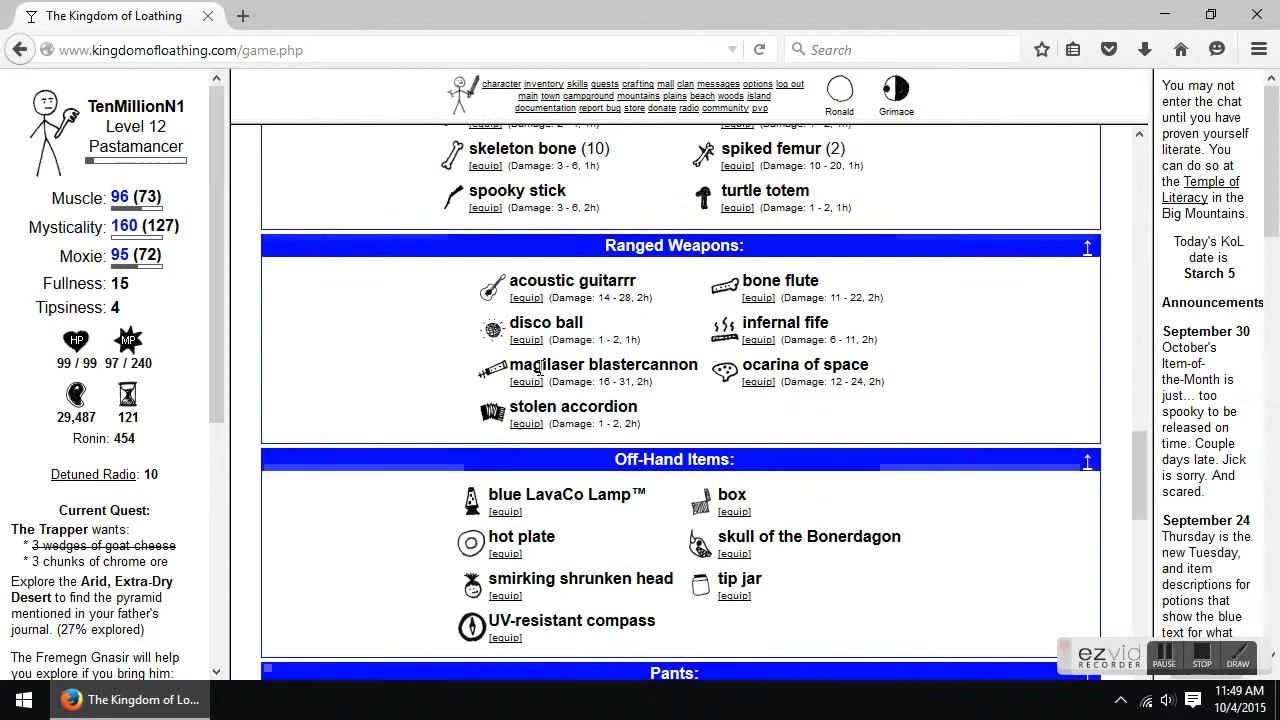 The Kingdom of Loathing
www.kingdomofloathing.com/game.php
Search
TenMillionN1
Level 12
Pastamancer
Muscle: 96 (73)
Mysticality: 160 (127)
Moxie: 95 (72)
Fullness: 15
Tipsiness: 4
HP MP
99 / 99 97 / 240
29,487 121
Ronin: 454
Detuned Radio: 10
Current Quest:
The Trapper wants:
* 3 wedges of goat cheese
* 3 chunks of chrome ore
Explore the Arid, Extra-Dry
Desert to find the pyramid
mentioned in your father's
journal. (27% explored)
The Fremegn Gnasir will help
you explore if you bring him:
character inventory skills quests crafting mall clan messages options log out
main town campground mountains plains beach woods island
documentation report bug store donate radio community pvp
Ronald Grimace
skeleton bone (10)
[equip] (Damage: 3 - 6, 1h)
spiked femur (2)
[equip] (Damage: 10 - 20, 1h)
spooky stick
[equip] (Damage: 3 - 6, 2h)
turtle totem
[equip] (Damage: 1 - 2, 1h)
Ranged Weapons:
acoustic guitarrr
[equip] (Damage: 14 - 28, 2h)
bone flute
[equip] (Damage: 11 - 22, 2h)
disco ball
[equip] (Damage: 1 - 2, 1h)
infernal fife
[equip] (Damage: 6 - 11, 2h)
magilaser blastercannon
[equip] (Damage: 16 - 31, 2h)
ocarina of space
[equip] (Damage: 12 - 24, 2h)
stolen accordion
[equip] (Damage: 1 - 2, 2h)
Off-Hand Items:
blue LavaCo Lamp™
[equip]
box
[equip]
hot plate
[equip]
skull of the Bonerdagon
[equip]
smirking shrunken head
[equip]
tip jar
[equip]
UV-resistant compass
[equip]
Pants:
You may not
enter the chat
until you have
proven yourself
literate. You
can do so at
the Temple of
Literacy in the
Big Mountains.
Today's KoL
date is
Starch 5
Announcements
September 30
October's
Item-of-
the-Month is
just... too
spooky to be
released on
time. Couple
days late. Jick
is sorry. And
scared.
September 24
Thursday is the
new Tuesday,
and item
descriptions for
potions that
show the blue
text for what
ezvid
RECORDER
PAUSE
STOP
DRAW
The Kingdom of Lo...
11:49 AM
10/4/2015